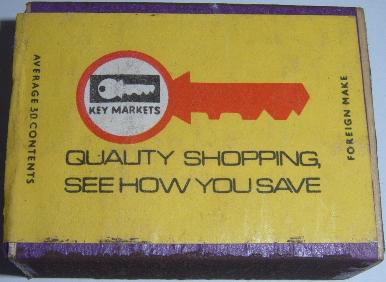 AVERAGE 30 CONTENTS
KEY MARKETS
FOREIGN MAKE
QUALITY SHOPPING,
SEE HOW YOU SAVE